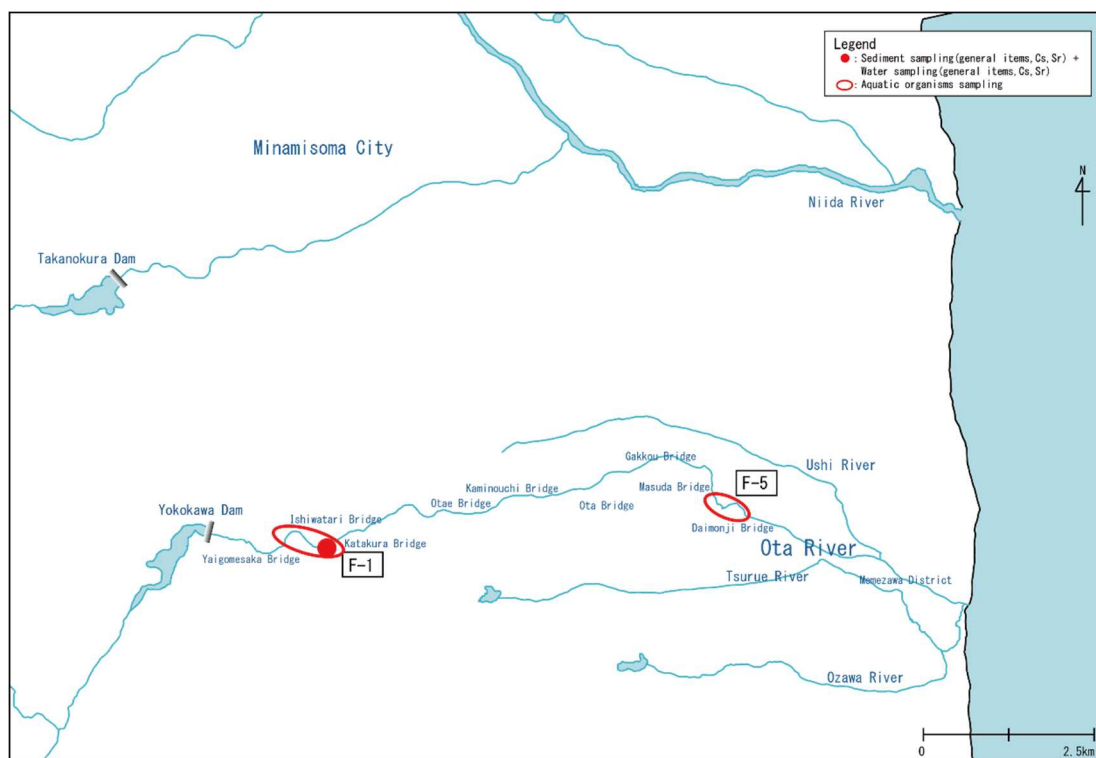 Legend
: Sediment sampling(general items,Cs,Sr) +
Water sampling(general items,Cs,Sr)
: Aquatic organisms sampling
Minamisoma City
N
Niida River
Takanokura Dam
Gakkou Bridge
Ushi River
F-5
Masuda Bridge
Kaminouchi Bridge
Otae Bridge
Ota Bridge
Yokokawa Dam
Ishiwatari Bridge
Daimonji Bridge
Katakura Bridge
Ota River
Yaigomesaka Bridge
F-1
Tsurue River
Memezawa District
Ozawa River
0
2.5km